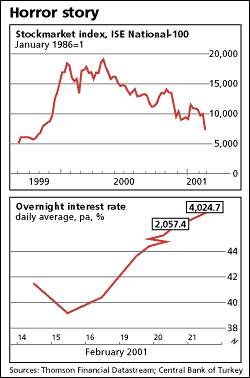 Horror story
Stockmarket index, ISE National-100
January 1986=1
20,000
15,000
10,000
5,000
0
1999 2000 2001
Overnight interest rate
daily average, pa, %
4,024.7
2,057.4
44
42
40
38
14 15 16 19 20 21 22
February 2001
Sources: Thomson Financial Datastream; Central Bank of Turkey